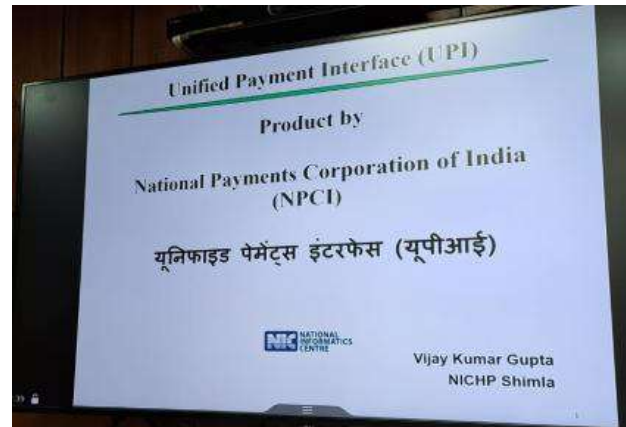 Unified Payment Interface (UPI)
Product by
National Payments Corporation of India
(NPCI)
यूनिफाइड पेमेंट्स इंटरफेस (यूपीआई)
NIC NATIONAL
INFORMATICS
CENTRE
Vijay Kumar Gupta
NICHP Shimla
1